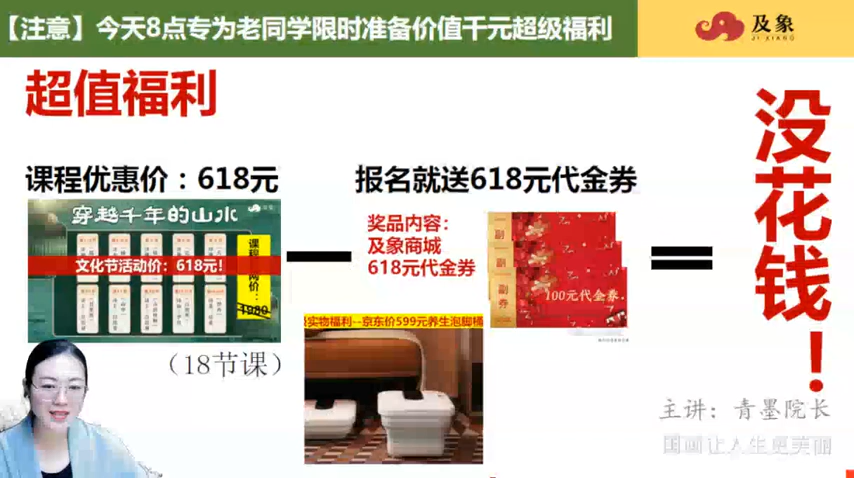 【注意】今天8点专为老同学限时准备价值千元超级福利
及象
JI XIANG
超值福利
没花钱！
课程优惠价：618元
报名就送618元代金券
穿越千年的山水
及象
文化节活动价：618元!
课程
价：
1980
奖品内容：
及象商城
618元代金券
副
副
副券
100元代金券
实物福利--京东价599元养生泡脚桶
（18节课）
主讲：青墨院长
国画让人生更美丽